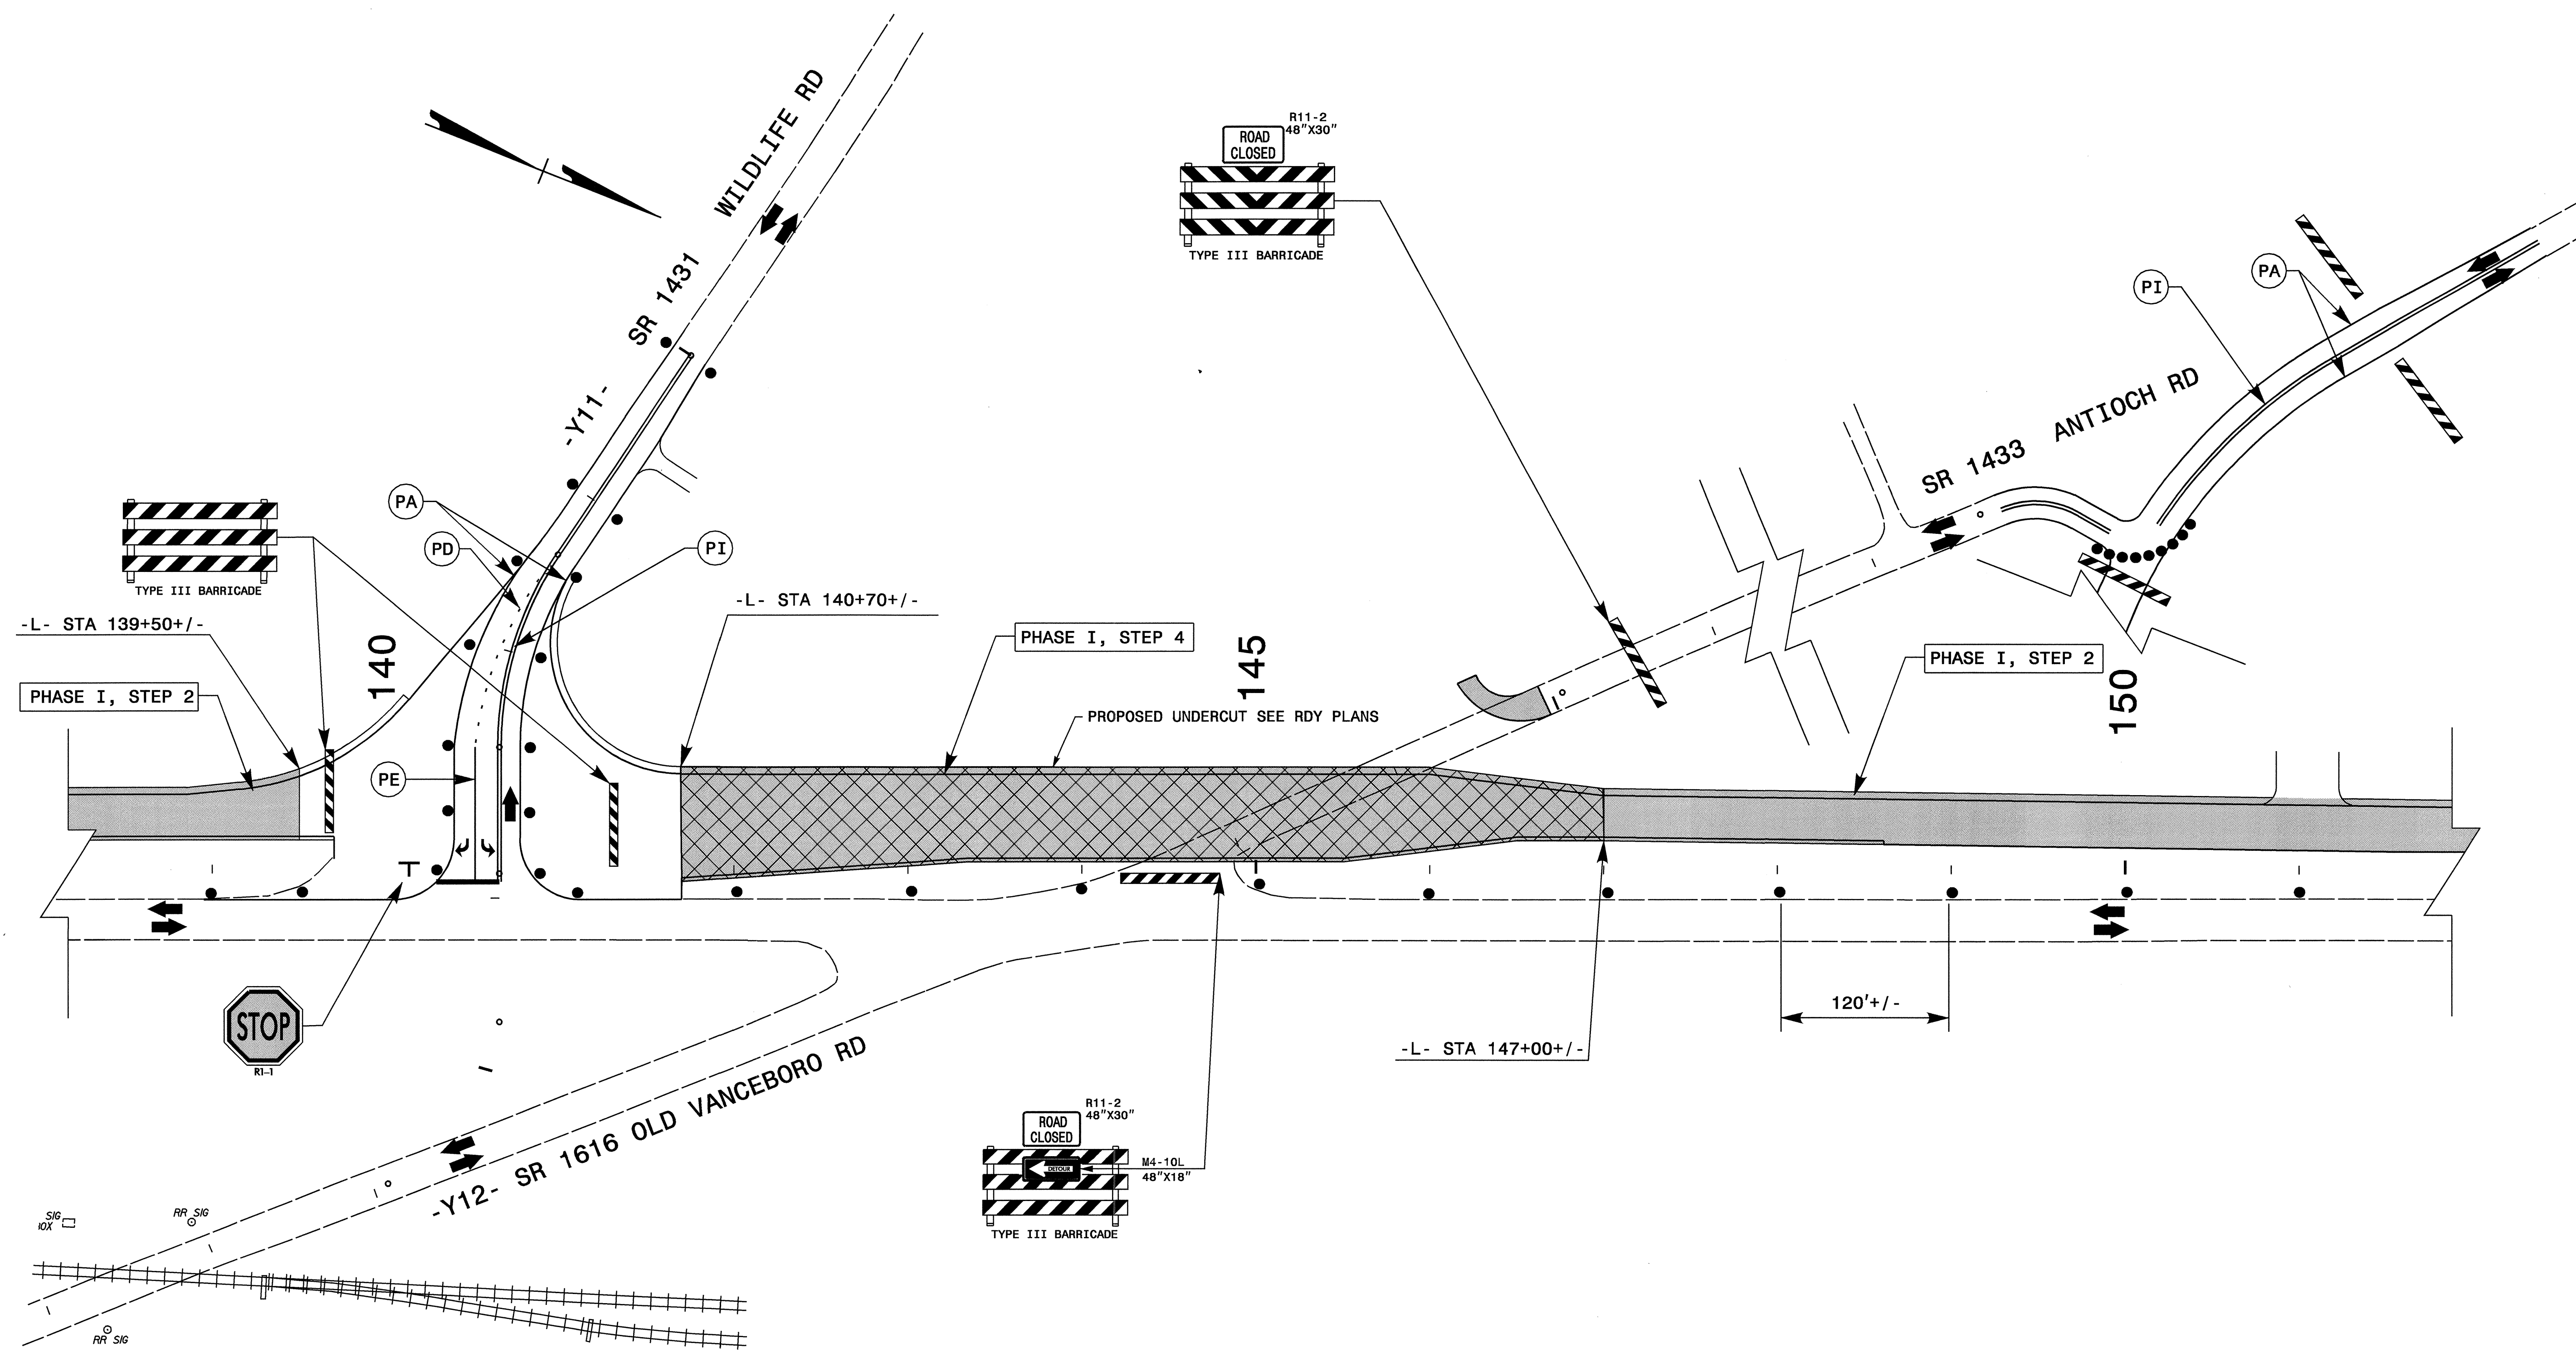 WILDLIFE RD
SR 1431
-Y11-
R11-2
48"X30"
ROAD
CLOSED
TYPE III BARRICADE
PI
PA
SR 1433 ANTIOCH RD
TYPE III BARRICADE
PA
PD
PI
-L- STA 139+50+/-
140
-L- STA 140+70+/-
PHASE I, STEP 4
145
PHASE I, STEP 2
150
PHASE I, STEP 2
PROPOSED UNDERCUT SEE RDY PLANS
PE
STOP
R1-1
120'+/-
-L- STA 147+00+/-
-Y12- SR 1616 OLD VANCEBORO RD
R11-2
48"X30"
ROAD
CLOSED
DETOUR
M4-10L
48"X18"
TYPE III BARRICADE
SIG
OX
RR SIG
RR SIG